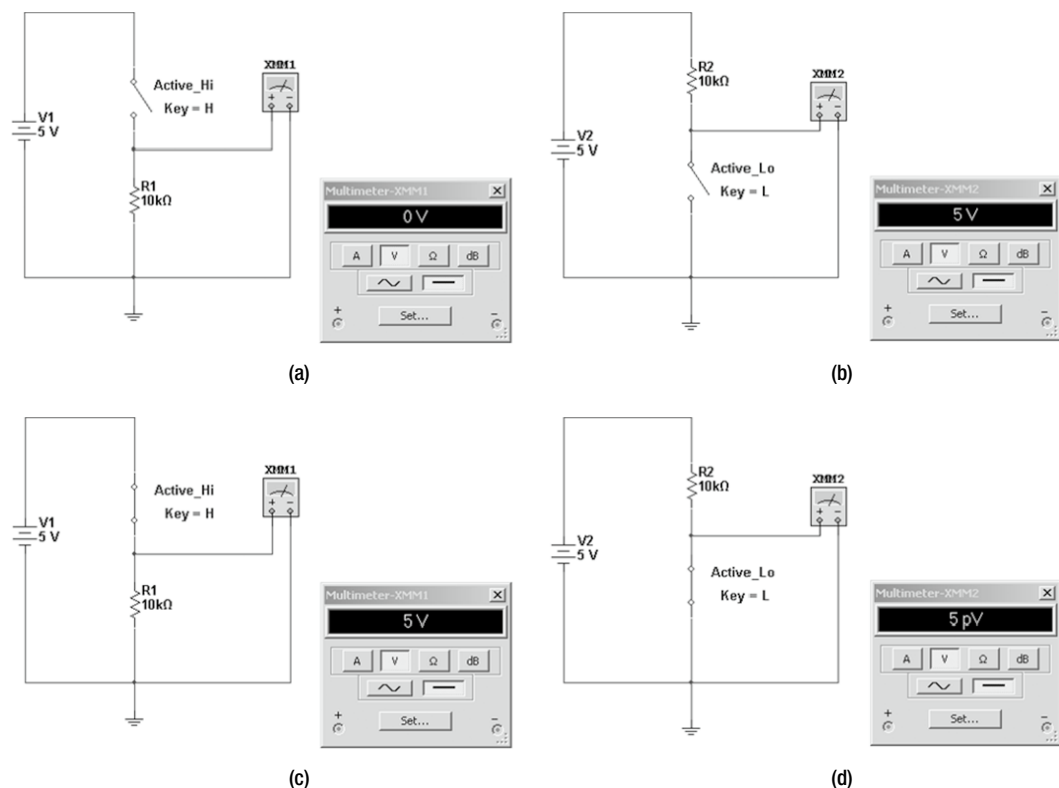 XMM1
Active_Hi
Key = H
V1
5 V
R1
10kΩ
Multimeter-XMM1
0 V
A V Ω dB
+ Set... -
(a)
R2
10kΩ
XMM2
V2
5 V
Active_Lo
Key = L
Multimeter-XMM2
5 V
A V Ω dB
+ Set... -
(b)
XMM1
Active_Hi
Key = H
V1
5 V
R1
10kΩ
Multimeter-XMM1
5 V
A V Ω dB
+ Set... -
(c)
R2
10kΩ
XMM2
V2
5 V
Active_Lo
Key = L
Multimeter-XMM2
5 pV
A V Ω dB
+ Set... -
(d)